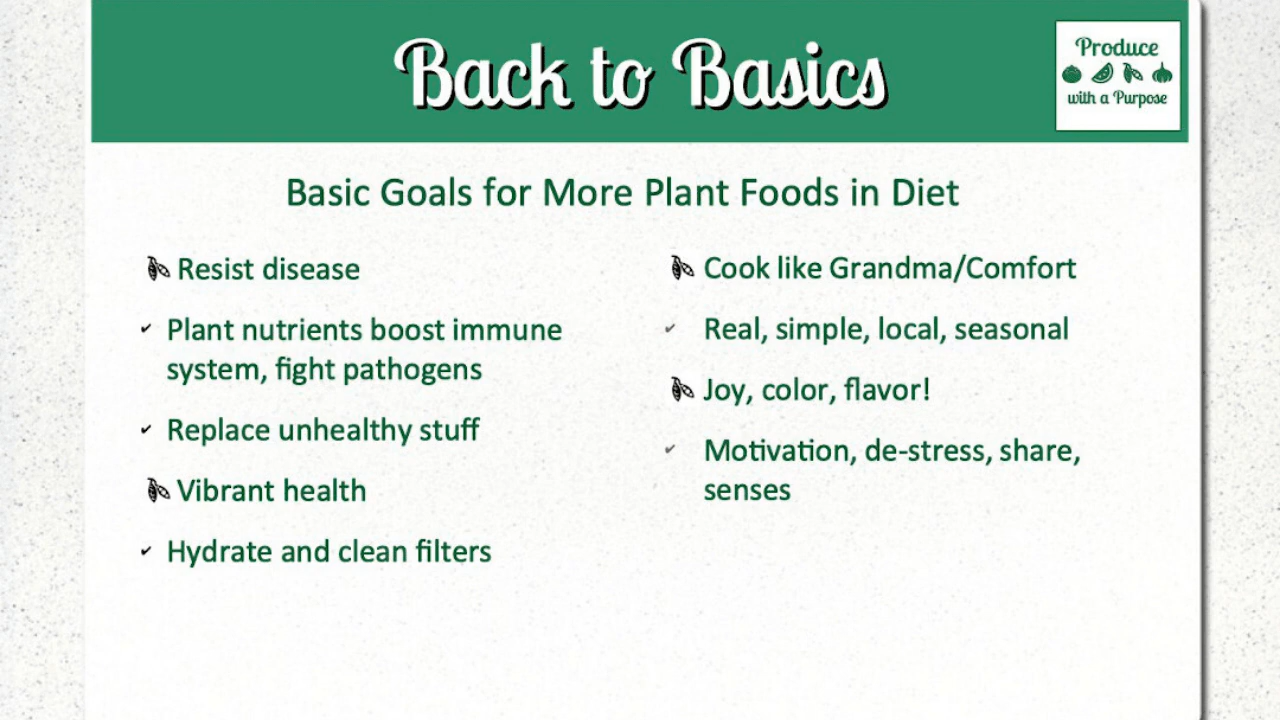 Back to Basics
Produce
with a Purpose
Basic Goals for More Plant Foods in Diet
Resist disease
Plant nutrients boost immune
system, fight pathogens
Replace unhealthy stuff
Vibrant health
Hydrate and clean filters
Cook like Grandma/Comfort
Real, simple, local, seasonal
Joy, color, flavor!
Motivation, de-stress, share,
senses